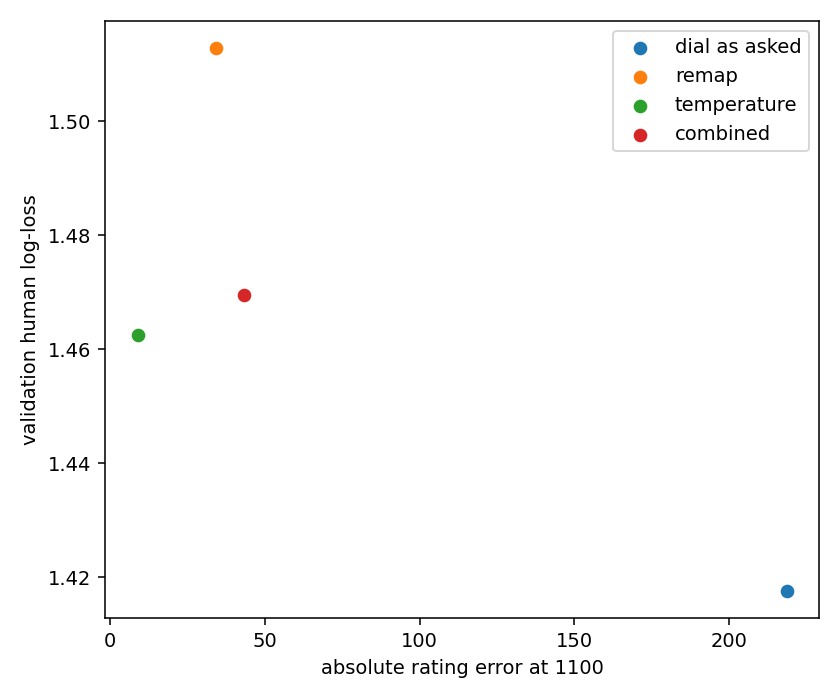 dial as asked
remap
temperature
combined
1.50
1.48
1.46
1.44
1.42
validation human log-loss
0 50 100 150 200
absolute rating error at 1100